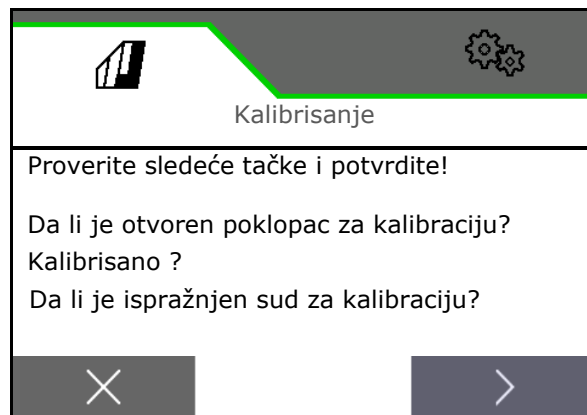 Kalibrisanje
Proverite sledeće tačke i potvrdite!
Da li je otvoren poklopac za kalibraciju?
Kalibrisano ?
Da li je ispražnjen sud za kalibraciju?